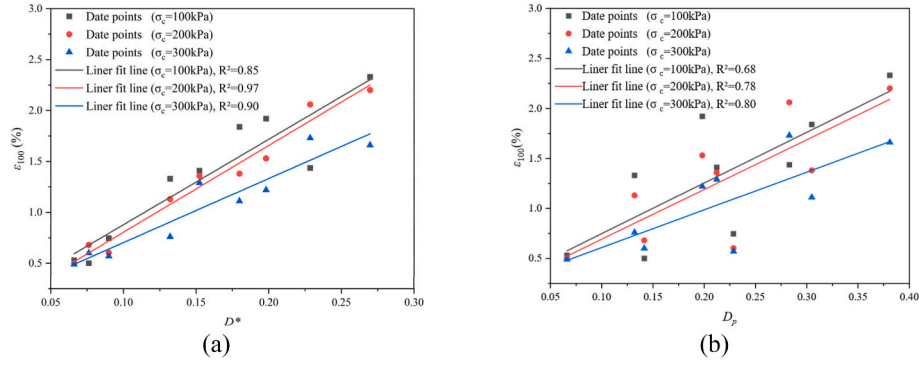 (a)
Date points (σc=100kPa)
Date points (σc=200kPa)
Date points (σc=300kPa)
Liner fit line (σc=100kPa), R²=0.85
Liner fit line (σc=200kPa), R²=0.97
Liner fit line (σc=300kPa), R²=0.90
3.0
2.5
2.0
1.5
1.0
0.5
ε100 (%)
0.05 0.10 0.15 0.20 0.25 0.30
D*
(a)
(b)
Date points (σc=100kPa)
Date points (σc=200kPa)
Date points (σc=300kPa)
Liner fit line (σc=100kPa), R²=0.68
Liner fit line (σc=200kPa), R²=0.78
Liner fit line (σc=300kPa), R²=0.80
3.0
2.5
2.0
1.5
1.0
0.5
ε100(%)
0.05 0.10 0.15 0.20 0.25 0.30 0.35 0.40
Dp
(b)